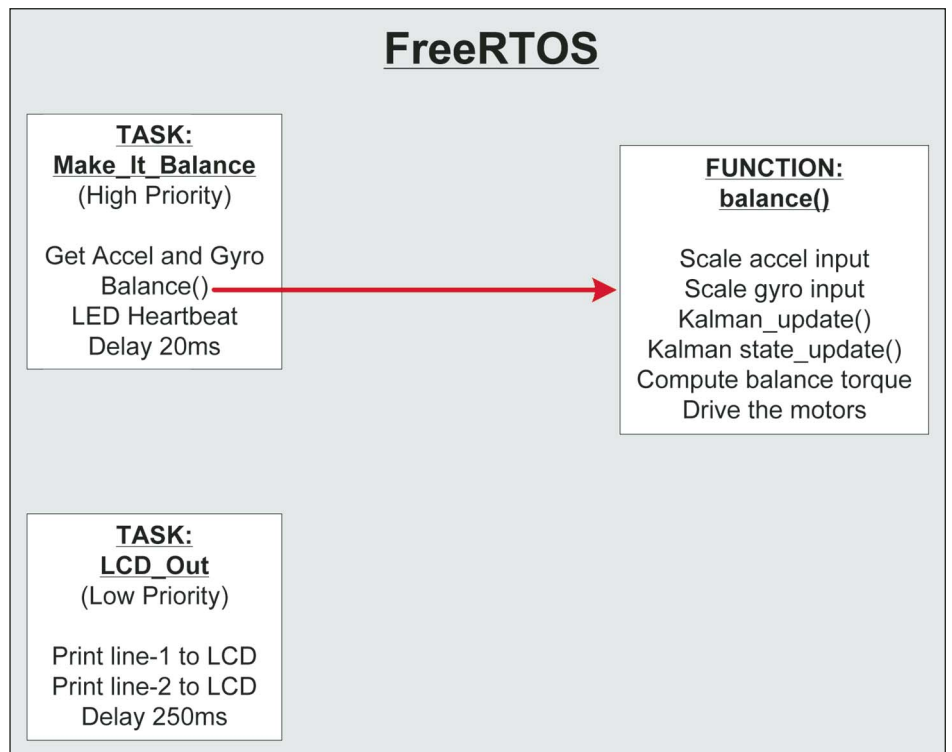 FreeRTOS
TASK:
Make_It_Balance
(High Priority)
Get Accel and Gyro
Balance()
LED Heartbeat
Delay 20ms
FUNCTION:
balance()
Scale accel input
Scale gyro input
Kalman_update()
Kalman state_update()
Compute balance torque
Drive the motors
TASK:
LCD_Out
(Low Priority)
Print line-1 to LCD
Print line-2 to LCD
Delay 250ms